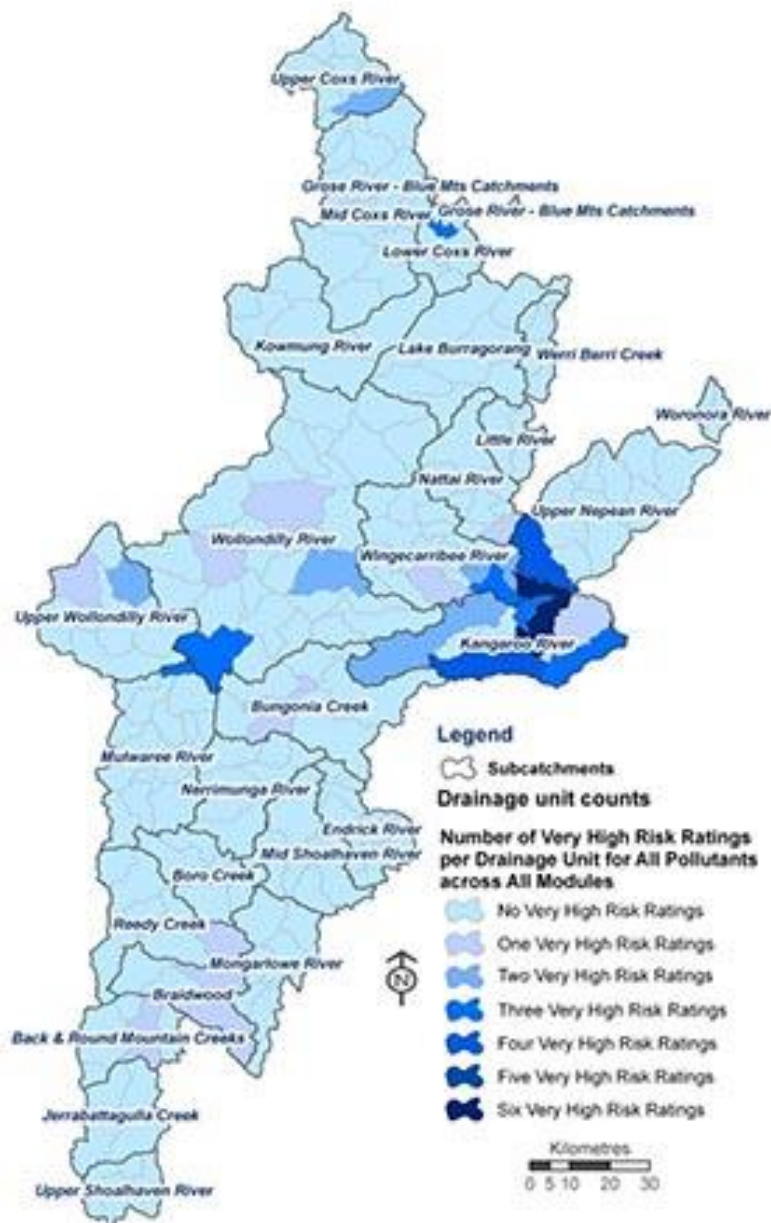 Upper Coxs River
Grose River - Blue Mts Catchments
Mid Coxs River
Grose River - Blue Mts Catchments
Lower Coxs River
Kowmung River
Lake Burragorang
Werri Berri Creek
Woronora River
Little River
Nattai River
Upper Nepean River
Wollondilly River
Wingecarribee River
Upper Wollondilly River
Kangaroo River
Bungonia Creek
Mulwaree River
Nerrimunga River
Endrick River
Mid Shoalhaven River
Boro Creek
Reedy Creek
Mongarlowe River
Braidwood
Back & Round Mountain Creeks
Jerrabattagulla Creek
Upper Shoalhaven River
Legend
Subcatchments
Drainage unit counts
Number of Very High Risk Ratings
per Drainage Unit for All Pollutants
across All Modules
No Very High Risk Ratings
One Very High Risk Ratings
Two Very High Risk Ratings
Three Very High Risk Ratings
Four Very High Risk Ratings
Five Very High Risk Ratings
Six Very High Risk Ratings
N
Kilometres
0 5 10 20 30